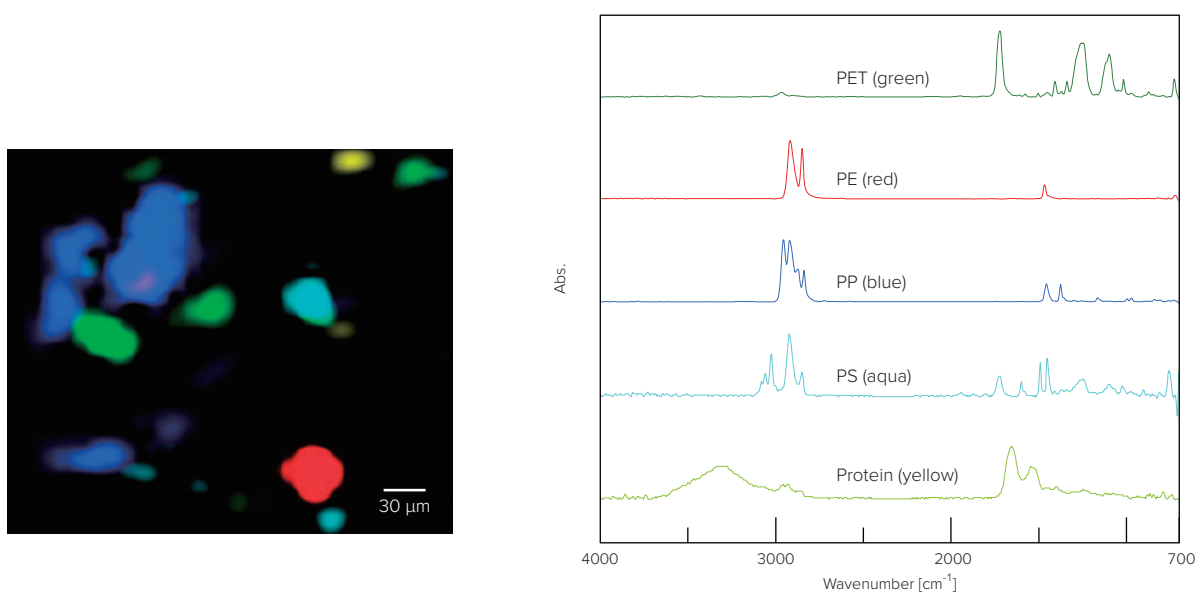 30 μm
PET (green)
PE (red)
PP (blue)
PS (aqua)
Protein (yellow)
Abs.
4000 3000 2000 700
Wavenumber [cm⁻¹]